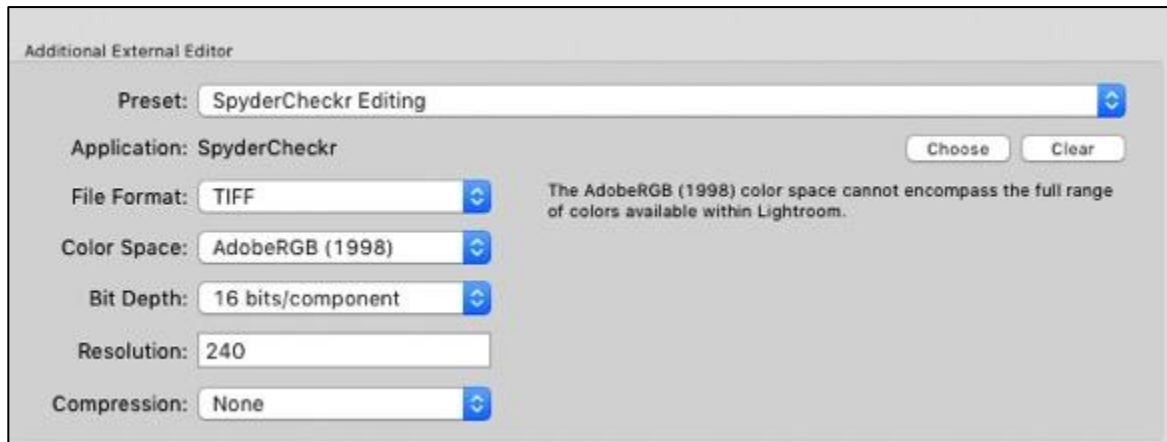 Additional External Editor
Preset: SpyderCheckr Editing
Application: SpyderCheckr Choose Clear
File Format: TIFF
The AdobeRGB (1998) color space cannot encompass the full range
of colors available within Lightroom.
Color Space: AdobeRGB (1998)
Bit Depth: 16 bits/component
Resolution: 240
Compression: None